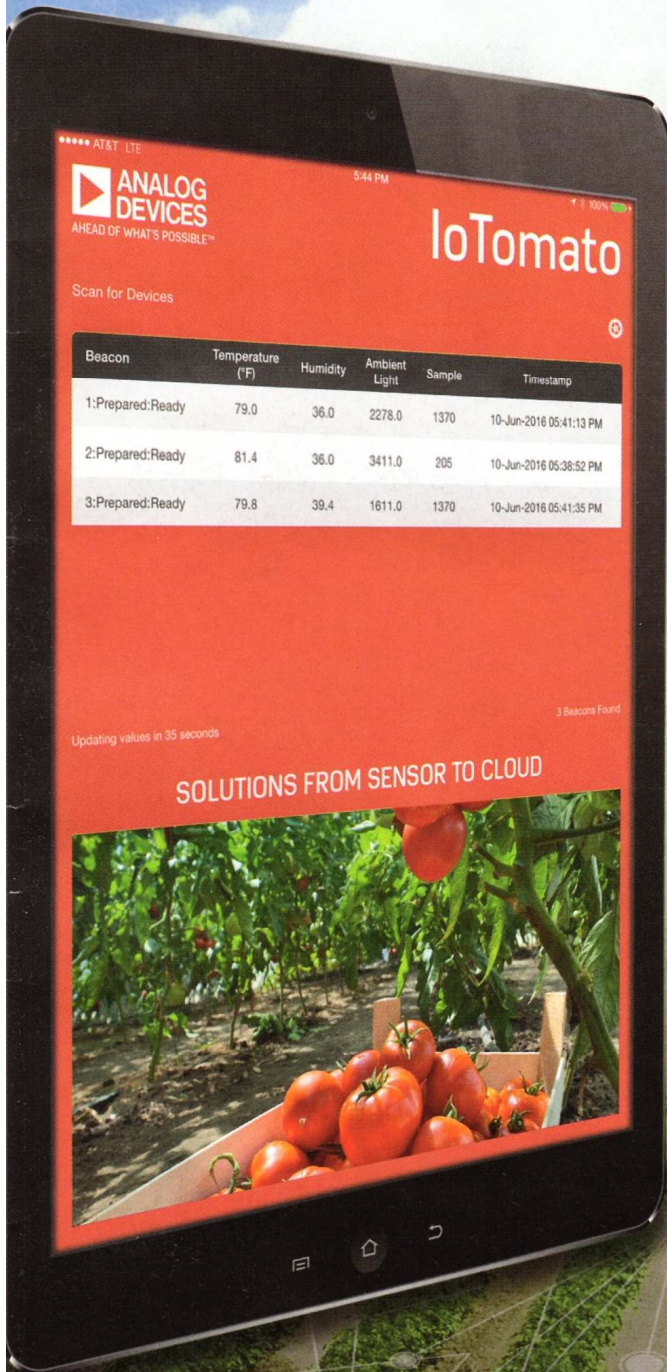 AT&T LTE
5:44 PM
100%
ANALOG
DEVICES
AHEAD OF WHAT'S POSSIBLE™
IoTomato
Scan for Devices
Beacon Temperature (°F) Humidity Ambient Light Sample Timestamp
1:Prepared:Ready 79.0 36.0 2278.0 1370 10-Jun-2016 05:41:13 PM
2:Prepared:Ready 81.4 36.0 3411.0 205 10-Jun-2016 05:38:52 PM
3:Prepared:Ready 79.8 39.4 1611.0 1370 10-Jun-2016 05:41:35 PM
3 Beacons Found
Updating values in 35 seconds
SOLUTIONS FROM SENSOR TO CLOUD